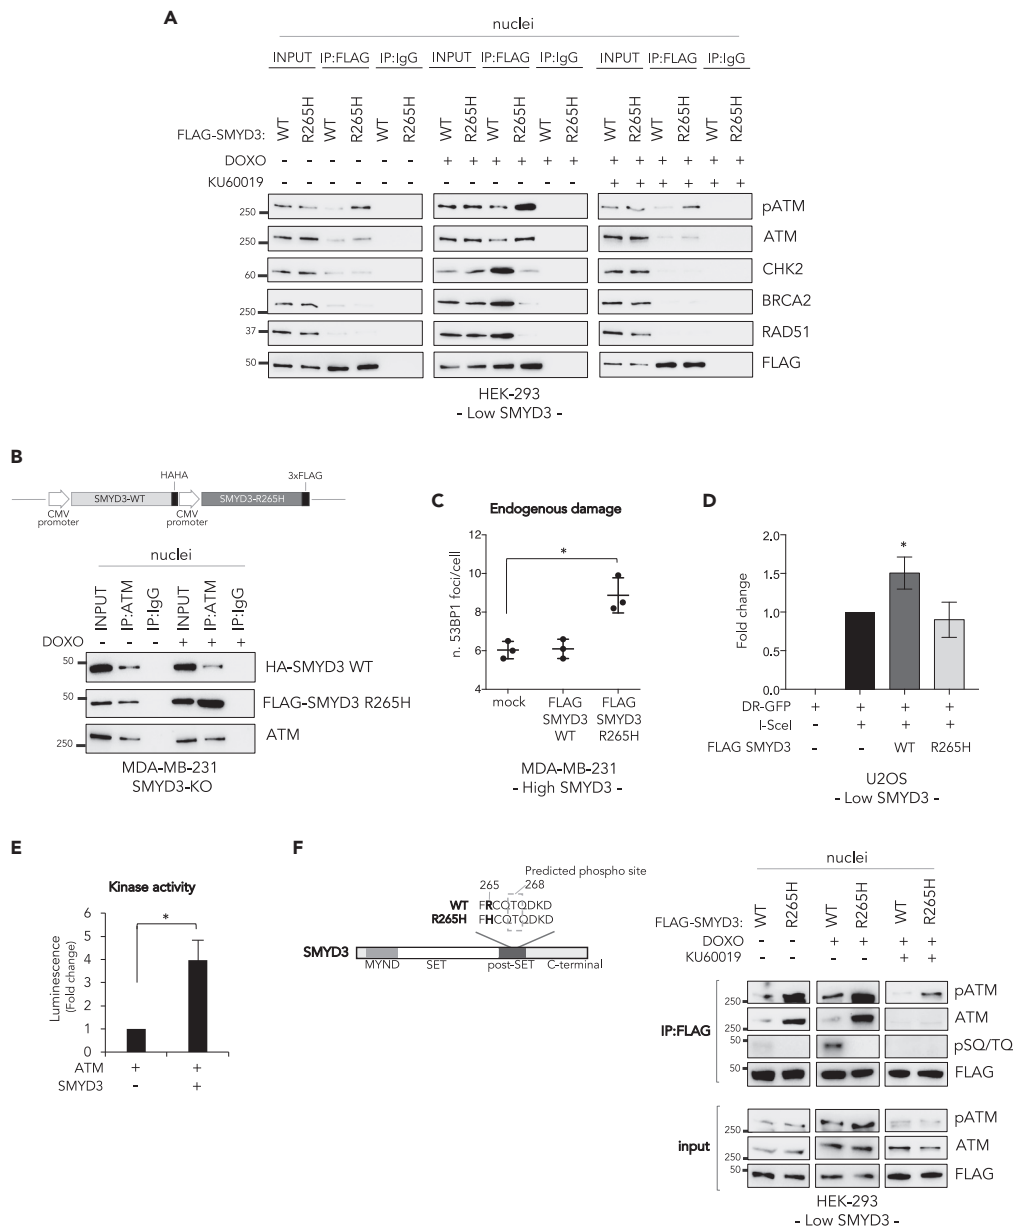 A
nuclei
INPUT IP:FLAG IP:IgG INPUT IP:FLAG IP:IgG INPUT IP:FLAG IP:IgG
FLAG-SMYD3: WT R265H WT R265H WT R265H WT R265H WT R265H WT R265H WT R265H WT R265H WT R265H
DOXO - - - - - - + + + + + + + + + + + +
KU60019 - - - - - - - - - - - - + + + + + +
250 pATM
250 ATM
60 CHK2
250 BRCA2
37 RAD51
50 FLAG
HEK-293
- Low SMYD3 -
B
HAHA 3xFLAG
SMYD3-WT SMYD3-R265H
CMV promoter CMV promoter
nuclei
INPUT IP:ATM IP:IgG INPUT IP:ATM IP:IgG
DOXO - - - + + +
50 HA-SMYD3 WT
50 FLAG-SMYD3 R265H
250 ATM
MDA-MB-231
SMYD3-KO
C
Endogenous damage
n. 53BP1 foci/cell
12
10
8
6
4
*
mock FLAG SMYD3 WT FLAG SMYD3 R265H
MDA-MB-231
- High SMYD3 -
D
Fold change
2.0
1.5
1.0
0.5
0.0
*
DR-GFP + + + +
I-SceI - + + +
FLAG SMYD3 - - WT R265H
U2OS
- Low SMYD3 -
E
Kinase activity
Luminescence
(Fold change)
6
5
4
3
2
1
0
*
ATM + +
SMYD3 - +
F
Predicted phospho site
265 268
WT FRCQTQDKD
R265H FHCQTQDKD
SMYD3
MYND SET post-SET C-terminal
nuclei
FLAG-SMYD3: WT R265H WT R265H WT R265H
DOXO - - + + + +
KU60019 - - - - + +
IP:FLAG
250 pATM
250 ATM
50 pSQ/TQ
50 FLAG
input
250 pATM
250 ATM
50 FLAG
HEK-293
- Low SMYD3 -